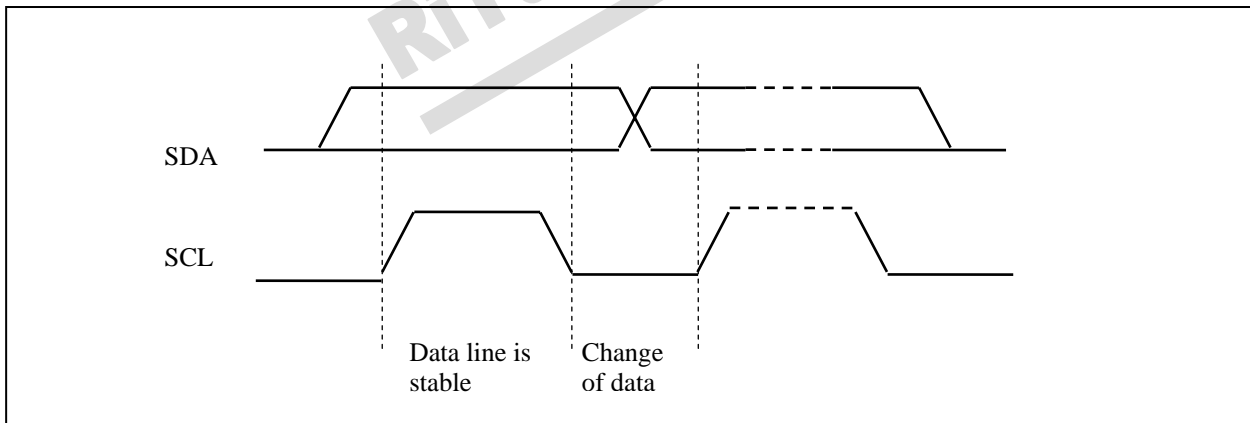 SDA
SCL
Data line is
stable
Change
of data